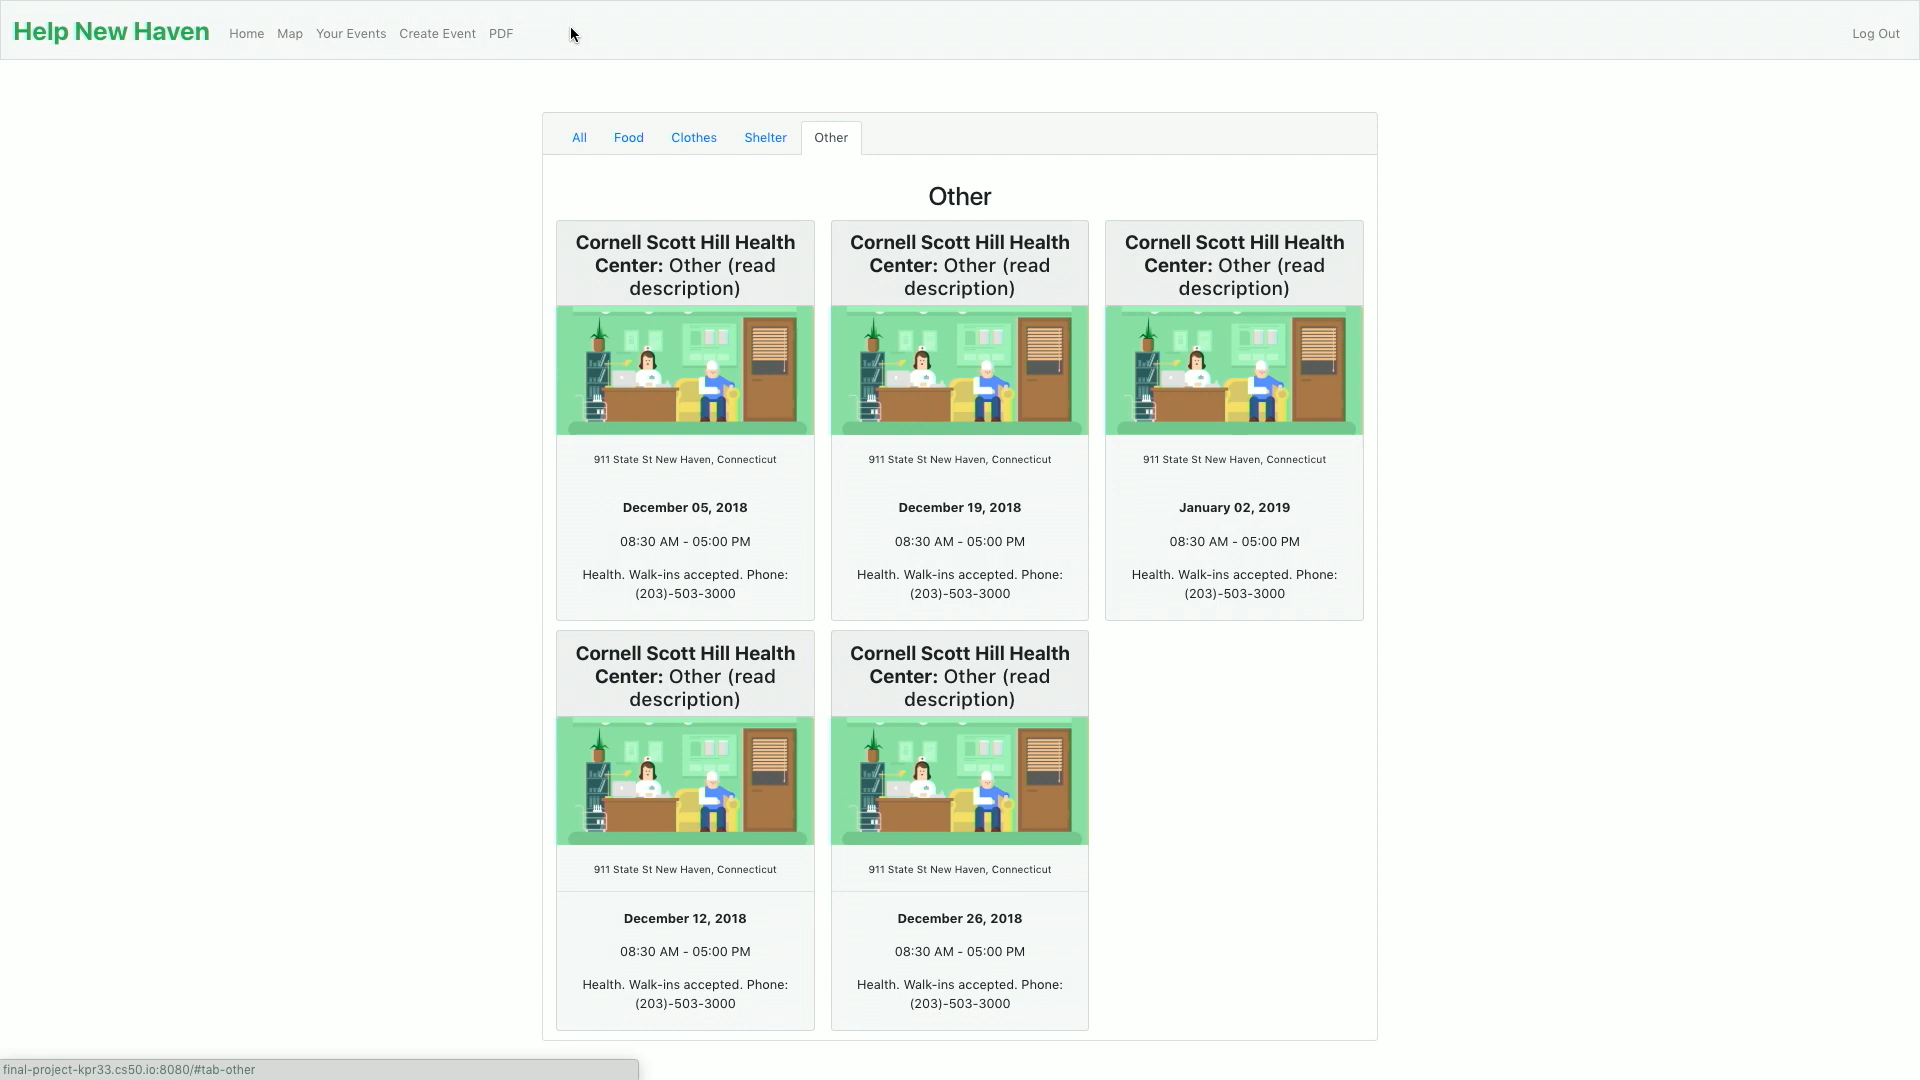 Help New Haven
Home
Map
Your Events
Create Event
PDF
Log Out
All
Food
Clothes
Shelter
Other
Other
Cornell Scott Hill Health
Center: Other (read
description)
911 State St New Haven, Connecticut
December 05, 2018
08:30 AM - 05:00 PM
Health. Walk-ins accepted. Phone:
(203)-503-3000
Cornell Scott Hill Health
Center: Other (read
description)
911 State St New Haven, Connecticut
December 19, 2018
08:30 AM - 05:00 PM
Health. Walk-ins accepted. Phone:
(203)-503-3000
Cornell Scott Hill Health
Center: Other (read
description)
911 State St New Haven, Connecticut
January 02, 2019
08:30 AM - 05:00 PM
Health. Walk-ins accepted. Phone:
(203)-503-3000
Cornell Scott Hill Health
Center: Other (read
description)
911 State St New Haven, Connecticut
December 12, 2018
08:30 AM - 05:00 PM
Health. Walk-ins accepted. Phone:
(203)-503-3000
Cornell Scott Hill Health
Center: Other (read
description)
911 State St New Haven, Connecticut
December 26, 2018
08:30 AM - 05:00 PM
Health. Walk-ins accepted. Phone:
(203)-503-3000
final-project-kpr33.cs50.io:8080/#tab-other